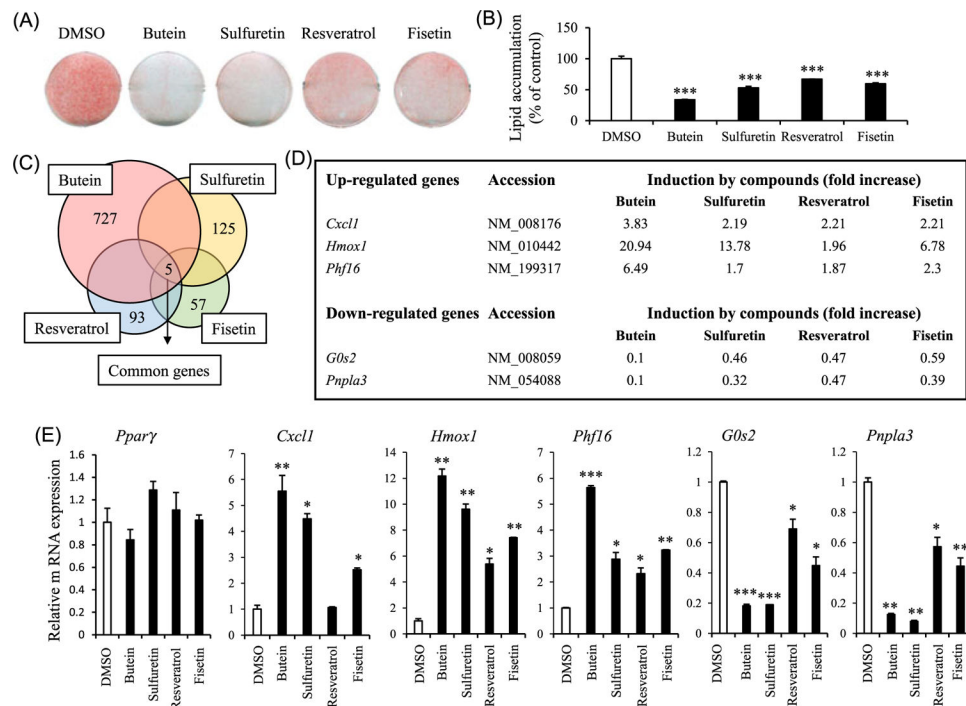 (A)
DMSO Butein Sulfuretin Resveratrol Fisetin
(B)
Lipid accumulation
(% of control)
150
100
50
0
***
***
***
***
DMSO Butein Sulfuretin Resveratrol Fisetin
(C)
Butein
Sulfuretin
727
125
5
93
57
Resveratrol
Fisetin
Common genes
(D)
Up-regulated genes Accession Induction by compounds (fold increase)
Butein Sulfuretin Resveratrol Fisetin
Cxcl1 NM_008176 3.83 2.19 2.21 2.21
Hmox1 NM_010442 20.94 13.78 1.96 6.78
Phf16 NM_199317 6.49 1.7 1.87 2.3
Down-regulated genes Accession Induction by compounds (fold increase)
Butein Sulfuretin Resveratrol Fisetin
G0s2 NM_008059 0.1 0.46 0.47 0.59
Pnpla3 NM_054088 0.1 0.32 0.47 0.39
(E)
Relative m RNA expression
Pparγ
1.6
1.4
1.2
1
0.8
0.6
0.4
0.2
0
DMSO Butein Sulfuretin Resveratrol Fisetin
Cxcl1
7
6
5
4
3
2
1
0
** * *
DMSO Butein Sulfuretin Resveratrol Fisetin
Hmox1
14
12
10
8
6
4
2
0
** ** * **
DMSO Butein Sulfuretin Resveratrol Fisetin
Phf16
7
6
5
4
3
2
1
0
*** * * **
DMSO Butein Sulfuretin Resveratrol Fisetin
G0s2
1.2
1
0.8
0.6
0.4
0.2
0
*** *** * *
DMSO Butein Sulfuretin Resveratrol Fisetin
Pnpla3
1.2
1
0.8
0.6
0.4
0.2
0
** ** * **
DMSO Butein Sulfuretin Resveratrol Fisetin